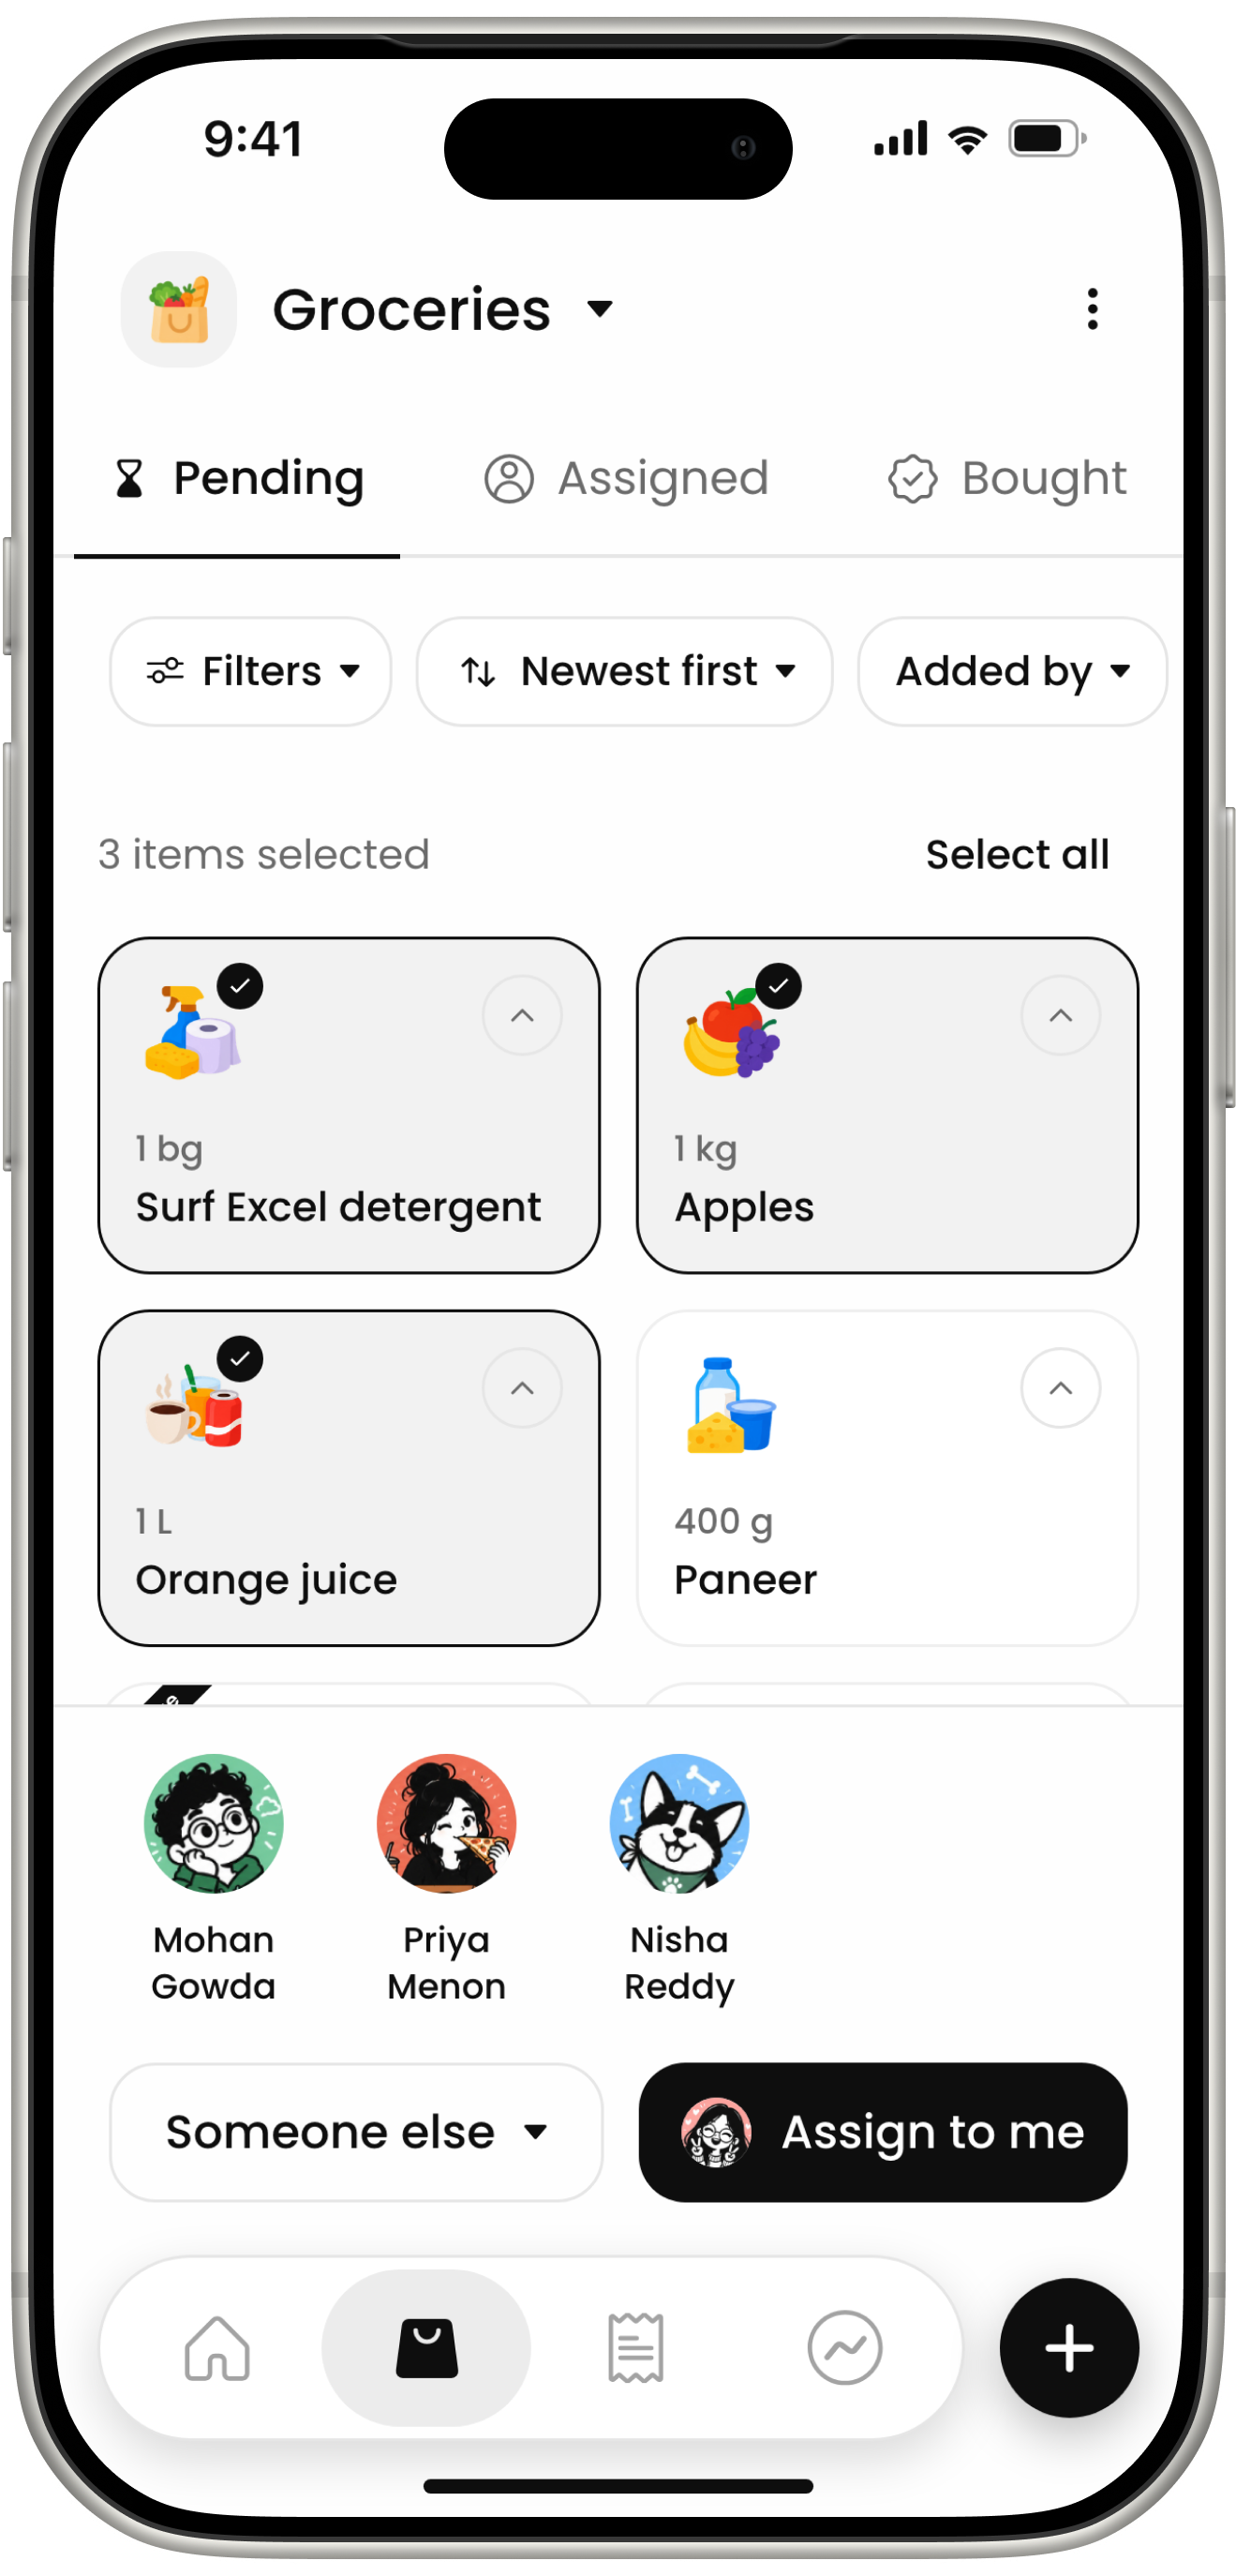 9:41
Groceries
Pending
Assigned
Bought
Filters
Newest first
Added by
3 items selected
Select all
1 bg
Surf Excel detergent
1 kg
Apples
1 L
Orange juice
400 g
Paneer
Mohan
Gowda
Priya
Menon
Nisha
Reddy
Someone else
Assign to me